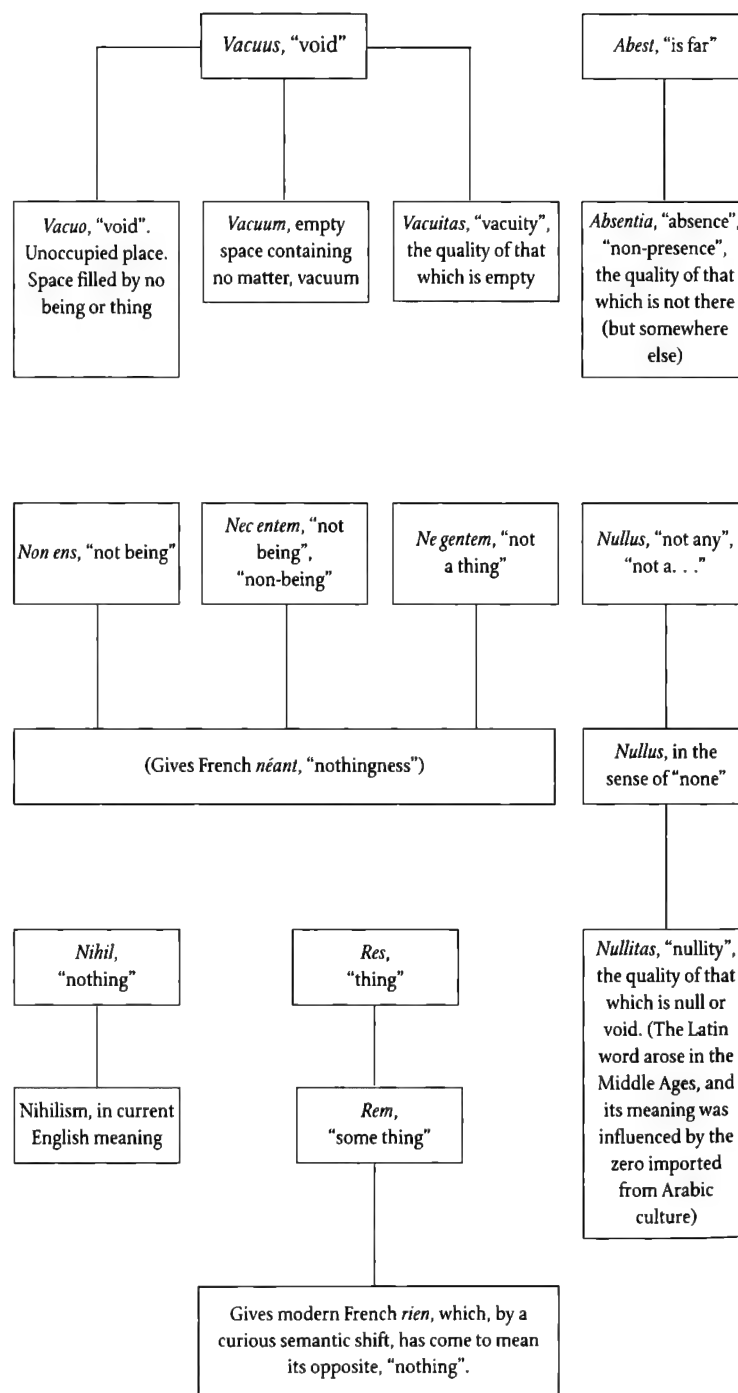 Vacuus, “void”
Abest, “is far”
Vacuo, “void”.
Unoccupied place.
Space filled by no
being or thing
Vacuum, empty
space containing
no matter, vacuum
Vacuitas, “vacuity”,
the quality of that
which is empty
Absentia, “absence”,
“non-presence”,
the quality of that
which is not there
(but somewhere
else)
Non ens, “not being”
Nec entem, “not
being”,
“non-being”
Ne gentem, “not
a thing”
Nullus, “not any”,
“not a. . .”
(Gives French néant, “nothingness”)
Nullus, in the
sense of “none”
Nihil,
“nothing”
Res,
“thing”
Nullitas, “nullity”,
the quality of that
which is null or
void. (The Latin
word arose in the
Middle Ages, and
its meaning was
influenced by the
zero imported
from Arabic
culture)
Nihilism, in current
English meaning
Rem,
“some thing”
Gives modern French rien, which, by a
curious semantic shift, has come to mean
its opposite, “nothing”.